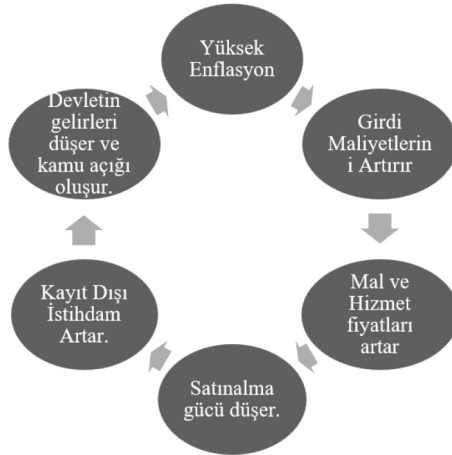 Yüksek
Enflasyon
Girdi
Maliyetlerin
i Artırır
Mal ve
Hizmet
fiyatları
artar
Satınalma
gücü düşer.
Kayıt Dışı
İstihdam
Artar.
Devletin
gelirleri
düşer ve
kamu açığı
oluşur.